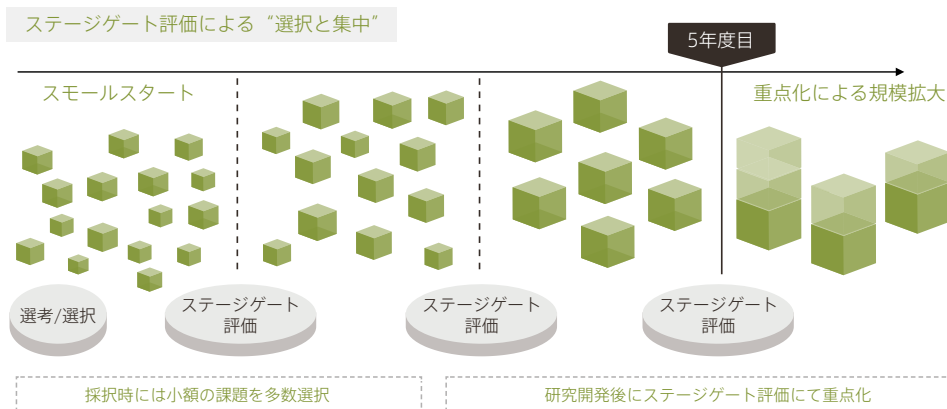 ステージゲート評価による“選択と集中”
5年度目
スモールスタート
重点化による規模拡大
選考/選択
ステージゲート
評価
ステージゲート
評価
ステージゲート
評価
採択時には小額の課題を多数選択
研究開発後にステージゲート評価にて重点化